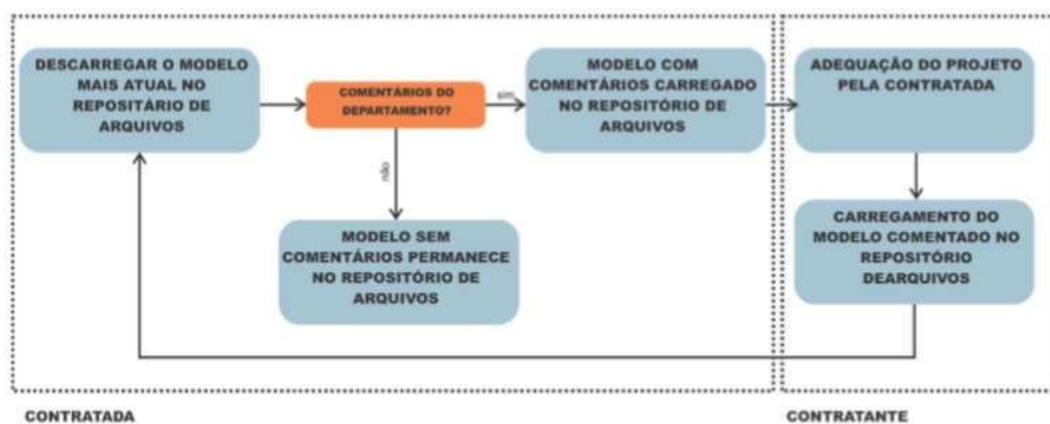 DESCARREGAR O MODELO
MAIS ATUAL NO
REPOSITÁRIO DE
ARQUIVOS
COMENTÁRIOS DO
DEPARTAMENTO?
sim
MODELO COM
COMENTÁRIOS CARREGADO
NO REPOSITÓRIO DE
ARQUIVOS
ADEQUAÇÃO DO PROJETO
PELA CONTRATADA
não
MODELO SEM
COMENTÁRIOS PERMANECE
NO REPOSITÓRIO DE
ARQUIVOS
CARREGAMENTO DO
MODELO COMENTADO NO
REPOSITÓRIO
DEARQUIVOS
CONTRATADA
CONTRATANTE